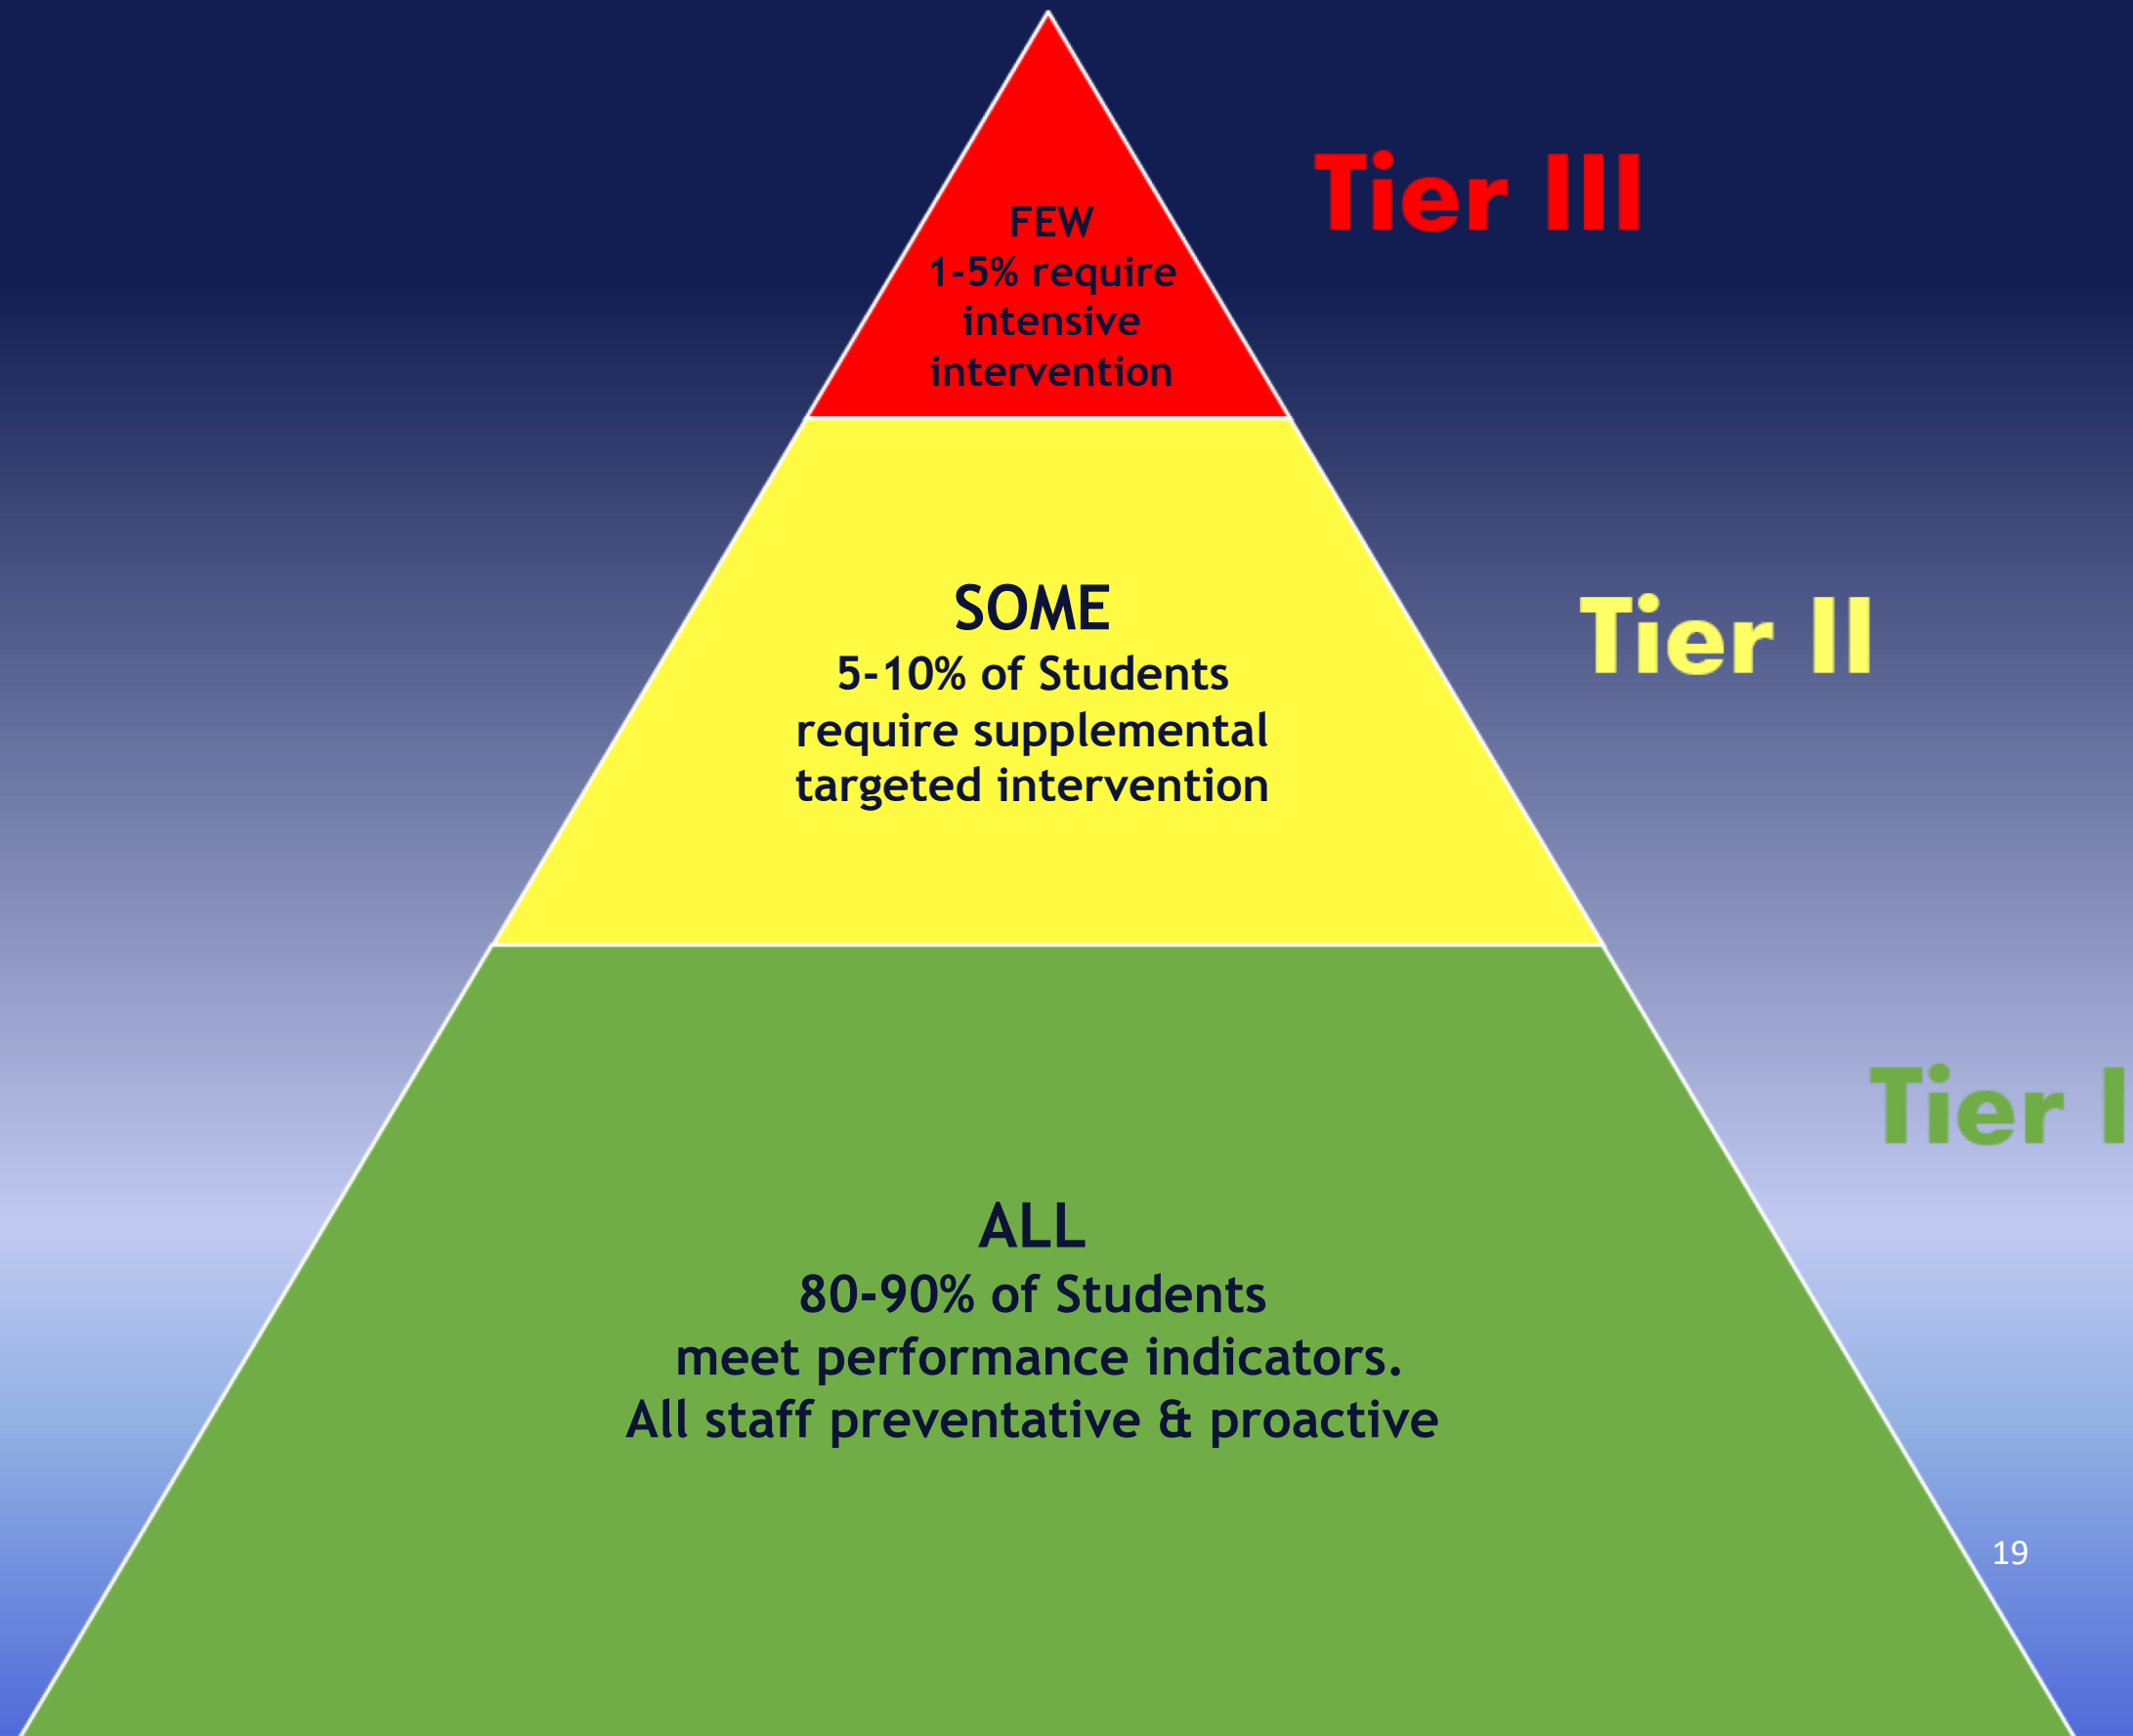 Tier III
FEW
1-5% require
intensive
intervention
SOME
5-10% of Students
require supplemental
targeted intervention
Tier II
Tier I
ALL
80-90% of Students
meet performance indicators.
All staff preventative & proactive
19